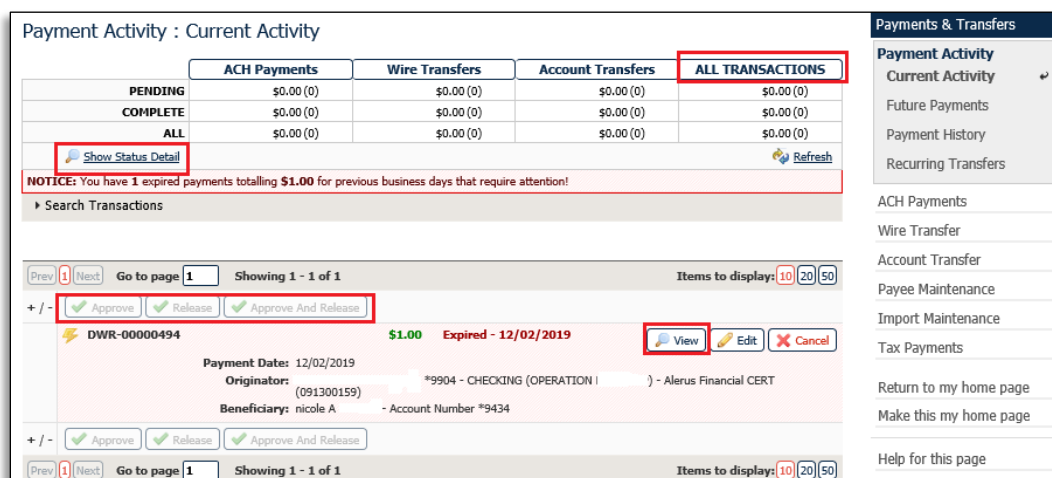 Payment Activity : Current Activity
ACH Payments Wire Transfers Account Transfers ALL TRANSACTIONS
PENDING $0.00 (0) $0.00 (0) $0.00 (0) $0.00 (0)
COMPLETE $0.00 (0) $0.00 (0) $0.00 (0) $0.00 (0)
ALL $0.00 (0) $0.00 (0) $0.00 (0) $0.00 (0)
Show Status Detail Refresh
NOTICE: You have 1 expired payments totalling $1.00 for previous business days that require attention!
Search Transactions
Prev 1 Next Go to page 1 Showing 1 - 1 of 1 Items to display: 10 20 50
+ / - Approve Release Approve And Release
DWR-00000494 $1.00 Expired - 12/02/2019 View Edit Cancel
Payment Date: 12/02/2019
Originator: *9904 - CHECKING (OPERATION ) - Alerus Financial CERT
(091300159)
Beneficiary: nicole A - Account Number *9434
+ / - Approve Release Approve And Release
Prev 1 Next Go to page 1 Showing 1 - 1 of 1 Items to display: 10 20 50
Payments & Transfers
Payment Activity
Current Activity
Future Payments
Payment History
Recurring Transfers
ACH Payments
Wire Transfer
Account Transfer
Payee Maintenance
Import Maintenance
Tax Payments
Return to my home page
Make this my home page
Help for this page